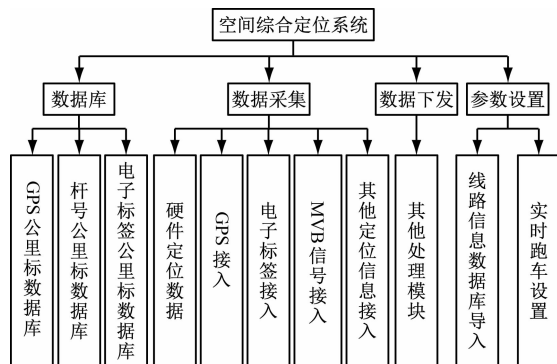 空间综合定位系统
数据库
数据采集
数据下发
参数设置
GPS公里标数据库
杆号公里标数据库
电子标签公里标数据库
硬件定位数据
GPS接入
电子标签接入
MVB信号接入
其他定位信息接入
其他处理模块
线路信息数据库导入
实时跑车设置